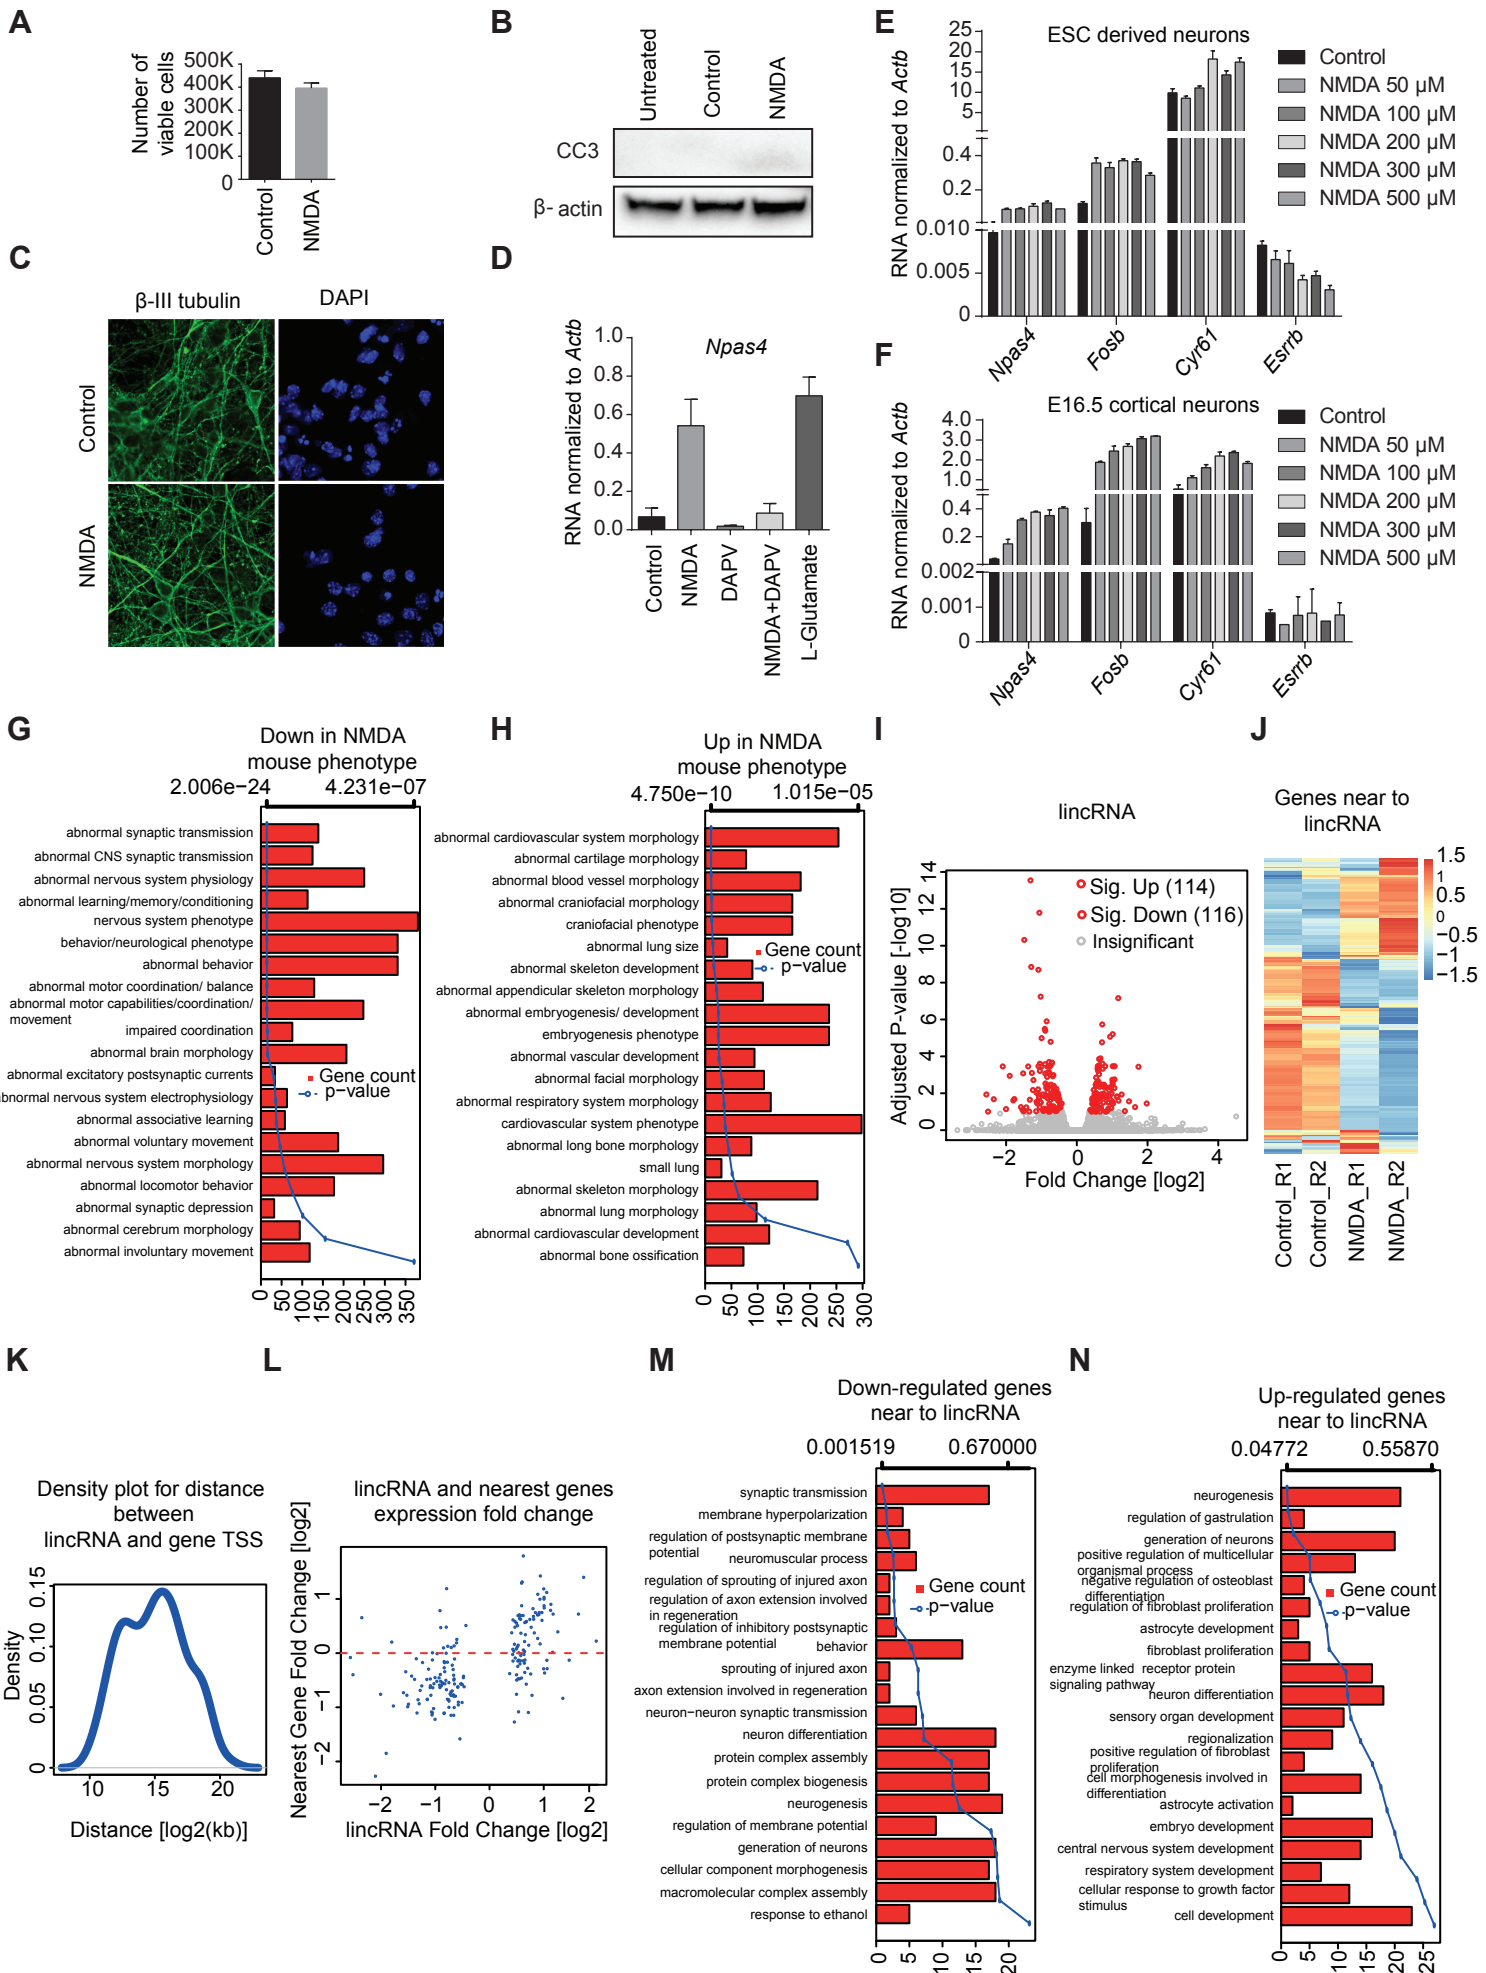 A
Number of
viable cells
500K
400K
300K
200K
100K
0
Control
NMDA
B
Untreated
Control
NMDA
CC3
β- actin
C
β-III tubulin
DAPI
Control
NMDA
D
Npas4
RNA normalized to Actb
1.0
0.8
0.6
0.4
0.2
0.0
Control
NMDA
DAPV
NMDA+DAPV
L-Glutamate
E
ESC derived neurons
RNA normalized to Actb
25
20
15
10
5
0.4
0.2
0.010
0.005
0
Npas4
Fosb
Cyr61
Esrrb
Control
NMDA 50 µM
NMDA 100 µM
NMDA 200 µM
NMDA 300 µM
NMDA 500 µM
F
E16.5 cortical neurons
RNA normalized to Actb
4.0
3.0
2.0
1.0
0.4
0.2
0.002
0.001
0
Npas4
Fosb
Cyr61
Esrrb
Control
NMDA 50 µM
NMDA 100 µM
NMDA 200 µM
NMDA 300 µM
NMDA 500 µM
G
Down in NMDA
mouse phenotype
2.006e−24
4.231e−07
abnormal synaptic transmission
abnormal CNS synaptic transmission
abnormal nervous system physiology
abnormal learning/memory/conditioning
nervous system phenotype
behavior/neurological phenotype
abnormal behavior
abnormal motor coordination/ balance
abnormal motor capabilities/coordination/
movement
impaired coordination
abnormal brain morphology
abnormal excitatory postsynaptic currents
abnormal nervous system electrophysiology
abnormal associative learning
abnormal voluntary movement
abnormal nervous system morphology
abnormal locomotor behavior
abnormal synaptic depression
abnormal cerebrum morphology
abnormal involuntary movement
Gene count
p−value
0
50
100
150
200
250
300
350
H
Up in NMDA
mouse phenotype
4.750e−10
1.015e−05
abnormal cardiovascular system morphology
abnormal cartilage morphology
abnormal blood vessel morphology
abnormal craniofacial morphology
craniofacial phenotype
abnormal lung size
abnormal skeleton development
abnormal appendicular skeleton morphology
abnormal embryogenesis/ development
embryogenesis phenotype
abnormal vascular development
abnormal facial morphology
abnormal respiratory system morphology
cardiovascular system phenotype
abnormal long bone morphology
small lung
abnormal skeleton morphology
abnormal lung morphology
abnormal cardiovascular development
abnormal bone ossification
Gene count
p−value
0
50
100
150
200
250
300
I
lincRNA
Adjusted P-value [-log10]
14
12
10
8
6
4
2
0
Sig. Up (114)
Sig. Down (116)
Insignificant
−2
0
2
4
Fold Change [log2]
J
Genes near to
lincRNA
1.5
1
0.5
0
−0.5
−1
−1.5
Control_R1
Control_R2
NMDA_R1
NMDA_R2
K
Density plot for distance
between
lincRNA and gene TSS
Density
0.15
0.10
0.05
0
10
15
20
Distance [log2(kb)]
L
lincRNA and nearest genes
expression fold change
Nearest Gene Fold Change [log2]
1
0
−1
−2
−2
−1
0
1
2
lincRNA Fold Change [log2]
M
Down-regulated genes
near to lincRNA
0.001519
0.670000
synaptic transmission
membrane hyperpolarization
regulation of postsynaptic membrane
potential
neuromuscular process
regulation of sprouting of injured axon
regulation of axon extension involved
in regeneration
regulation of inhibitory postsynaptic
membrane potential
behavior
sprouting of injured axon
axon extension involved in regeneration
neuron−neuron synaptic transmission
neuron differentiation
protein complex assembly
protein complex biogenesis
neurogenesis
regulation of membrane potential
generation of neurons
cellular component morphogenesis
macromolecular complex assembly
response to ethanol
Gene count
p−value
0
5
10
15
20
N
Up-regulated genes
near to lincRNA
0.04772
0.55870
neurogenesis
regulation of gastrulation
generation of neurons
positive regulation of multicellular
organismal process
negative regulation of osteoblast
differentiation
regulation of fibroblast proliferation
astrocyte development
fibroblast proliferation
enzyme linked receptor protein
signaling pathway
neuron differentiation
sensory organ development
regionalization
positive regulation of fibroblast
proliferation
cell morphogenesis involved in
differentiation
astrocyte activation
embryo development
central nervous system development
respiratory system development
cellular response to growth factor
stimulus
cell development
Gene count
p−value
0
5
10
15
20
25